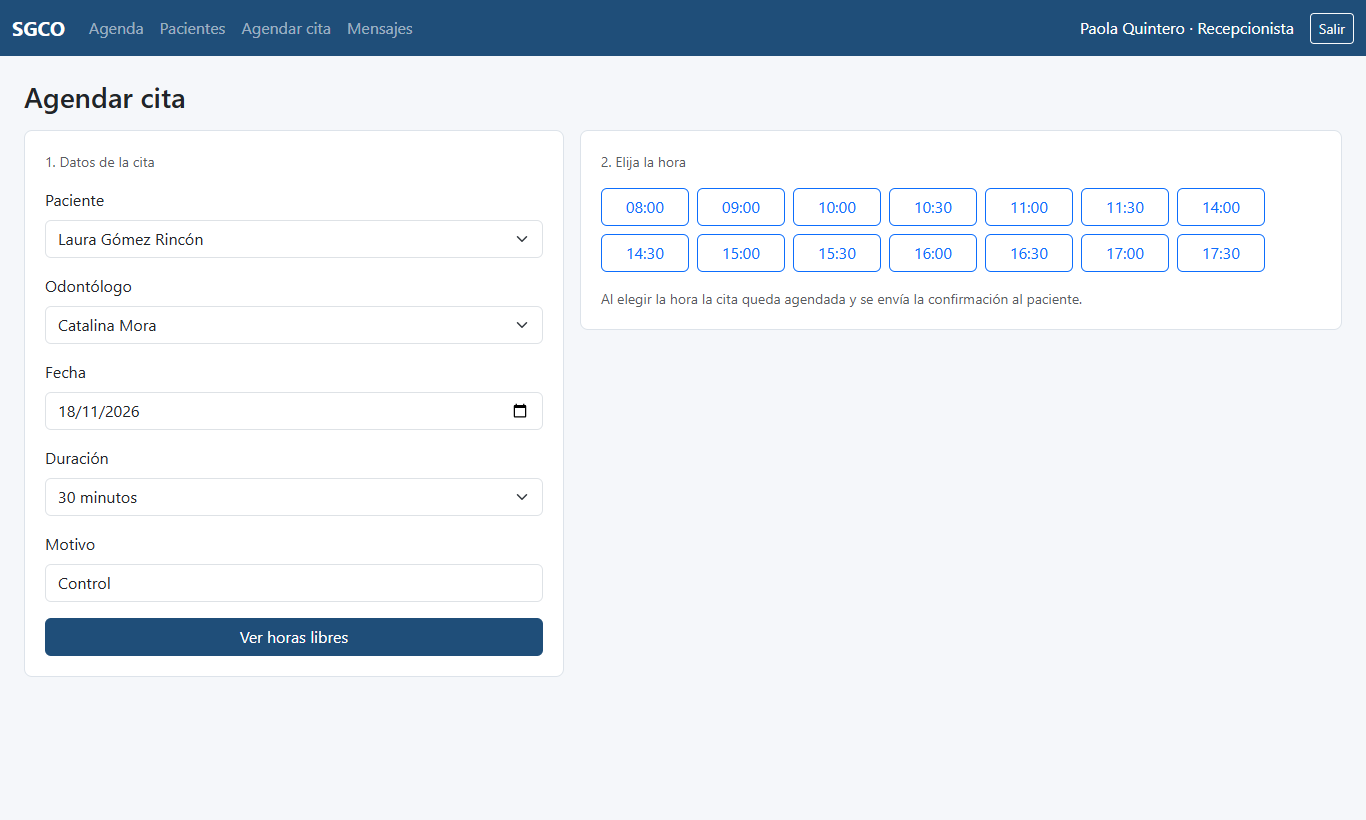 SGCO Agenda Pacientes Agendar cita Mensajes Paola Quintero · Recepcionista Salir
Agendar cita
1. Datos de la cita
Paciente
Laura Gómez Rincón
Odontólogo
Catalina Mora
Fecha
18/11/2026
Duración
30 minutos
Motivo
Control
Ver horas libres
2. Elija la hora
08:00 09:00 10:00 10:30 11:00 11:30 14:00
14:30 15:00 15:30 16:00 16:30 17:00 17:30
Al elegir la hora la cita queda agendada y se envía la confirmación al paciente.